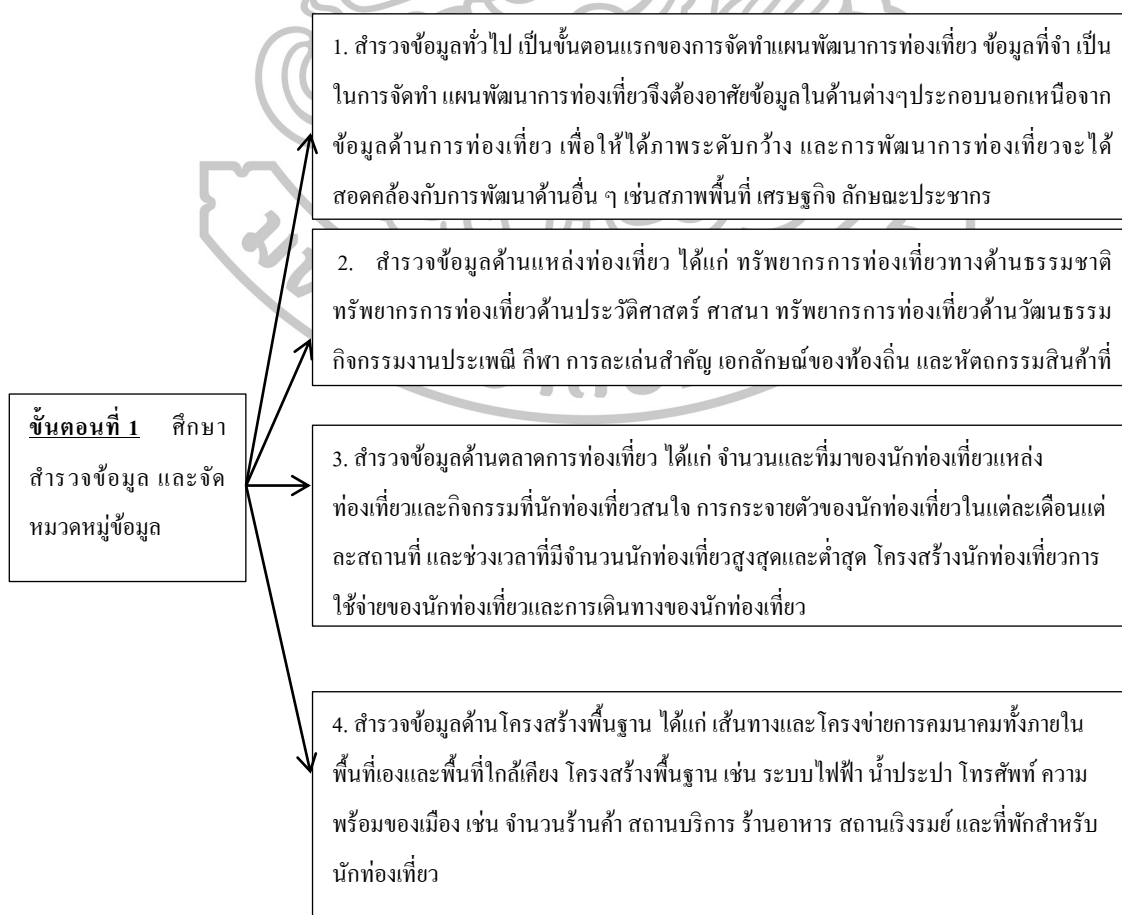 1. สำรวจข้อมูลทั่วไป เป็นขั้นตอนแรกของการจัดทำแผนพัฒนาการท่องเที่ยว ข้อมูลที่จำ เป็น
ในการจัดทำ แผนพัฒนาการท่องเที่ยวจึงต้องอาศัยข้อมูลในด้านต่างๆประกอบนอกเหนือจาก
ข้อมูลด้านการท่องเที่ยว เพื่อให้ได้ภาพระดับกว้าง และการพัฒนาการท่องเที่ยวจะได้
สอดคล้องกับการพัฒนาด้านอื่น ๆ เช่นสภาพพื้นที่ เศรษฐกิจ ลักษณะประชากร
2. สำรวจข้อมูลด้านแหล่งท่องเที่ยว ได้แก่ ทรัพยากรการท่องเที่ยวทางด้านธรรมชาติ
ทรัพยากรการท่องเที่ยวด้านประวัติศาสตร์ ศาสนา ทรัพยากรการท่องเที่ยวด้านวัฒนธรรม
กิจกรรมงานประเพณี กีฬา การละเล่นสำคัญ เอกลักษณ์ของท้องถิ่น และหัตถกรรมสินค้าที่
ขั้นตอนที่ 1 ศึกษา
สำรวจข้อมูล และจัด
หมวดหมู่ข้อมูล
3. สำรวจข้อมูลด้านตลาดการท่องเที่ยว ได้แก่ จำนวนและที่มาของนักท่องเที่ยวแหล่ง
ท่องเที่ยวและกิจกรรมที่นักท่องเที่ยวสนใจ การกระจายตัวของนักท่องเที่ยวในแต่ละเดือนแต่
ละสถานที่ และช่วงเวลาที่มีจำนวนนักท่องเที่ยวสูงสุดและต่ำสุด โครงสร้างนักท่องเที่ยวการ
ใช้จ่ายของนักท่องเที่ยวและการเดินทางของนักท่องเที่ยว
4. สำรวจข้อมูลด้านโครงสร้างพื้นฐาน ได้แก่ เส้นทางและโครงข่ายการคมนาคมทั้งภายใน
พื้นที่เองและพื้นที่ใกล้เคียง โครงสร้างพื้นฐาน เช่น ระบบไฟฟ้า น้ำประปา โทรศัพท์ ความ
พร้อมของเมือง เช่น จำนวนร้านค้า สถานบริการ ร้านอาหาร สถานเริงรมย์ และที่พักสำหรับ
นักท่องเที่ยว